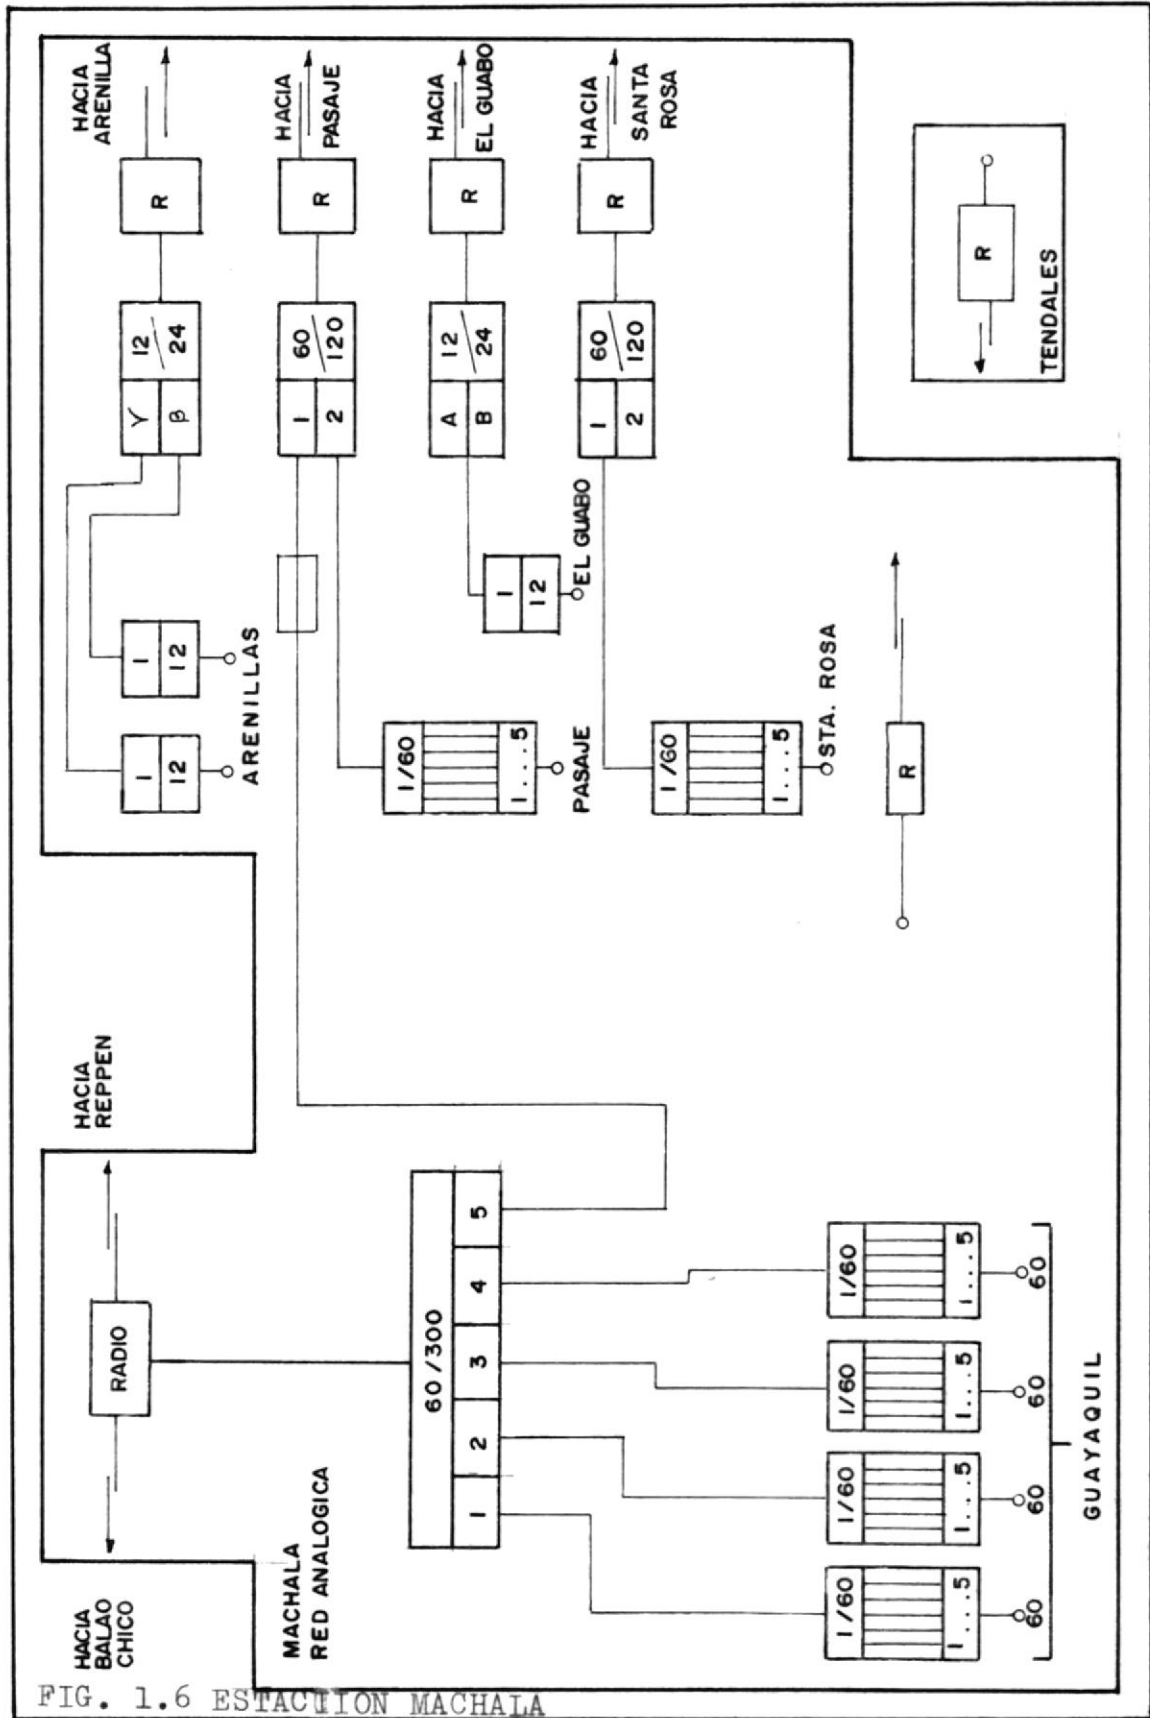 HACIA
BALAO
CHICO
HACIA
REPPEN
RADIO
MACHALA
RED ANALOGICA
60/300
1 2 3 4 5
1/60
1...5
60
1/60
1...5
60
1/60
1...5
60
1/60
1...5
60
GUAYAQUIL
HACIA
ARENILLA
R
12/24
γ
β
1
12
1
12
ARENILLAS
HACIA
PASAJE
R
60/120
1
2
1/60
1...5
PASAJE
HACIA
EL GUABO
R
12/24
A
B
1
12
EL GUABO
HACIA
SANTA
ROSA
R
60/120
1
2
1/60
1...5
STA. ROSA
R
R
TENDALES
FIG. 1.6 ESTACTION MACHALA